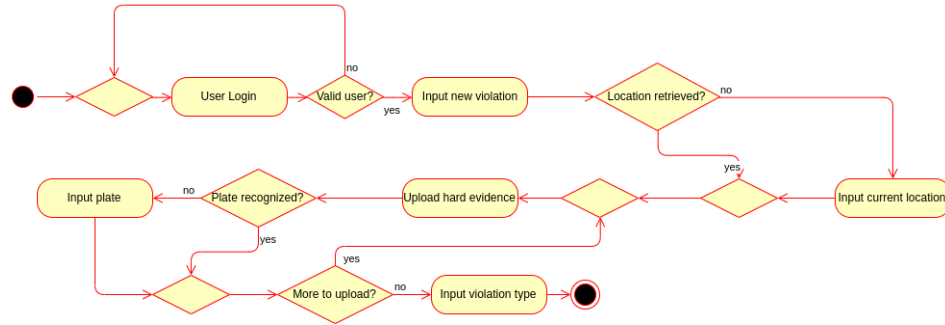 no
User Login
Valid user?
yes
Input new violation
Location retrieved?
no
yes
Input plate
no
Plate recognized?
Upload hard evidence
Input current location
yes
yes
More to upload?
no
Input violation type